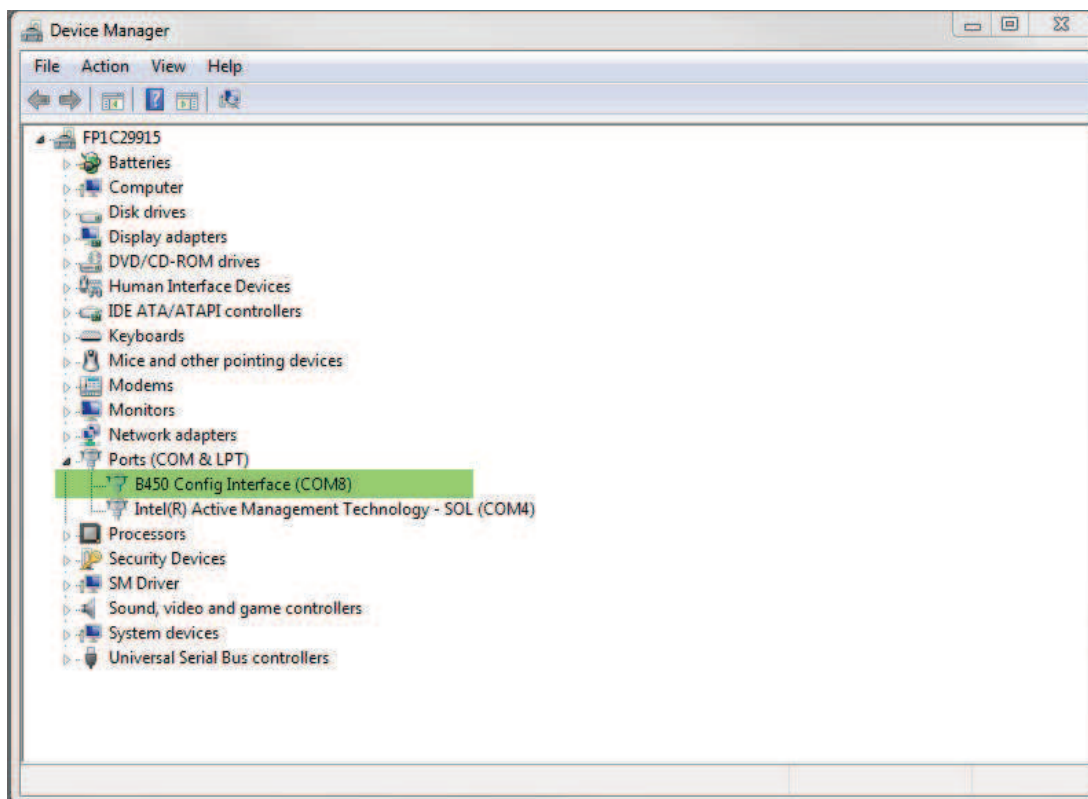 Device Manager
File Action View Help
FP1C29915
Batteries
Computer
Disk drives
Display adapters
DVD/CD-ROM drives
Human Interface Devices
IDE ATA/ATAPI controllers
Keyboards
Mice and other pointing devices
Modems
Monitors
Network adapters
Ports (COM & LPT)
B450 Config Interface (COM8)
Intel(R) Active Management Technology - SOL (COM4)
Processors
Security Devices
SM Driver
Sound, video and game controllers
System devices
Universal Serial Bus controllers